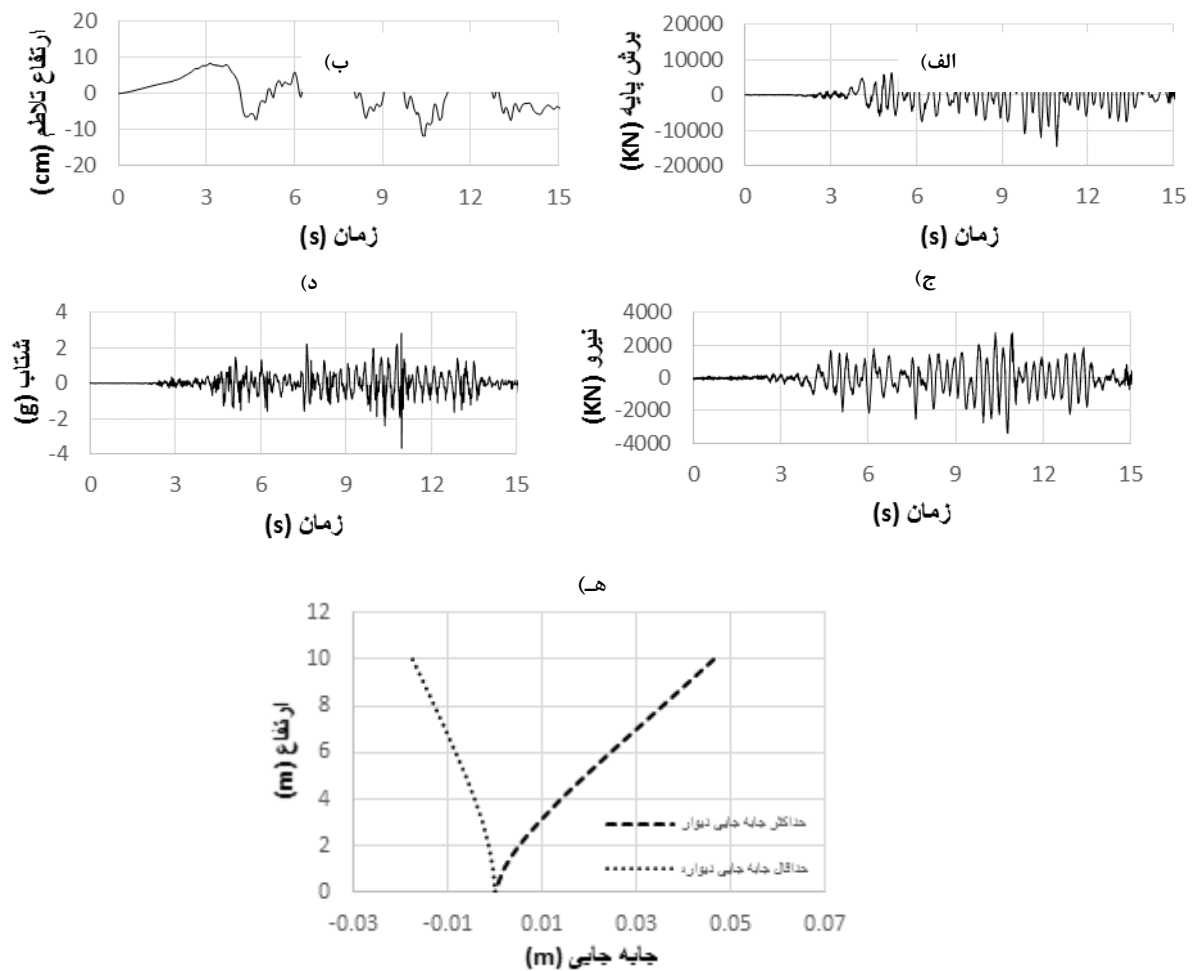 الف)
برش پایه (KN)
20000
10000
0
-10000
-20000
0 3 6 9 12 15
زمان (s)
ب)
ارتفاع تلاطم (cm)
20
10
0
-10
-20
0 3 6 9 12 15
زمان (s)
ج)
نیرو (KN)
4000
2000
0
-2000
-4000
0 3 6 9 12 15
زمان (s)
د)
شتاب (g)
4
2
0
-2
-4
0 3 6 9 12 15
زمان (s)
هـ)
ارتفاع (m)
12
10
8
6
4
2
0
حداکثر جابه جایی دیوار
حداقال جابه جایی دیوارد
-0.03 -0.01 0.01 0.03 0.05 0.07
جابه جایی (m)